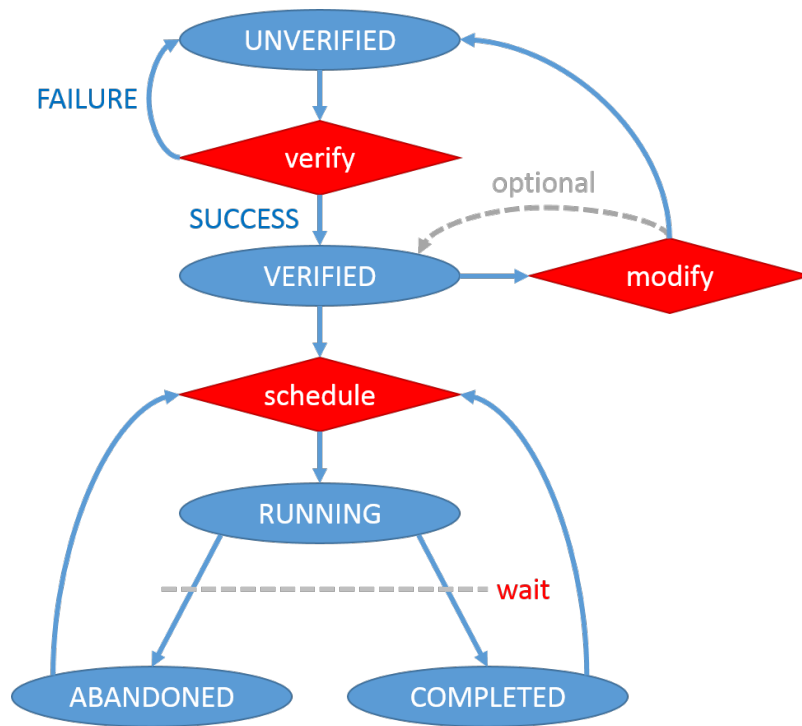 UNVERIFIED
FAILURE
verify
optional
SUCCESS
VERIFIED
modify
schedule
RUNNING
wait
ABANDONED
COMPLETED